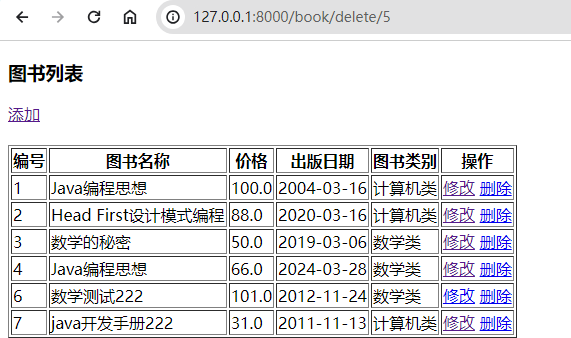 127.0.0.1:8000/book/delete/5
图书列表
添加
编号 图书名称 价格 出版日期 图书类别 操作
1 Java编程思想 100.0 2004-03-16 计算机类 修改 删除
2 Head First设计模式编程 88.0 2020-03-16 计算机类 修改 删除
3 数学的秘密 50.0 2019-03-06 数学类 修改 删除
4 Java编程思想 66.0 2024-03-28 数学类 修改 删除
6 数学测试222 101.0 2012-11-24 数学类 修改 删除
7 java开发手册222 31.0 2011-11-13 计算机类 修改 删除